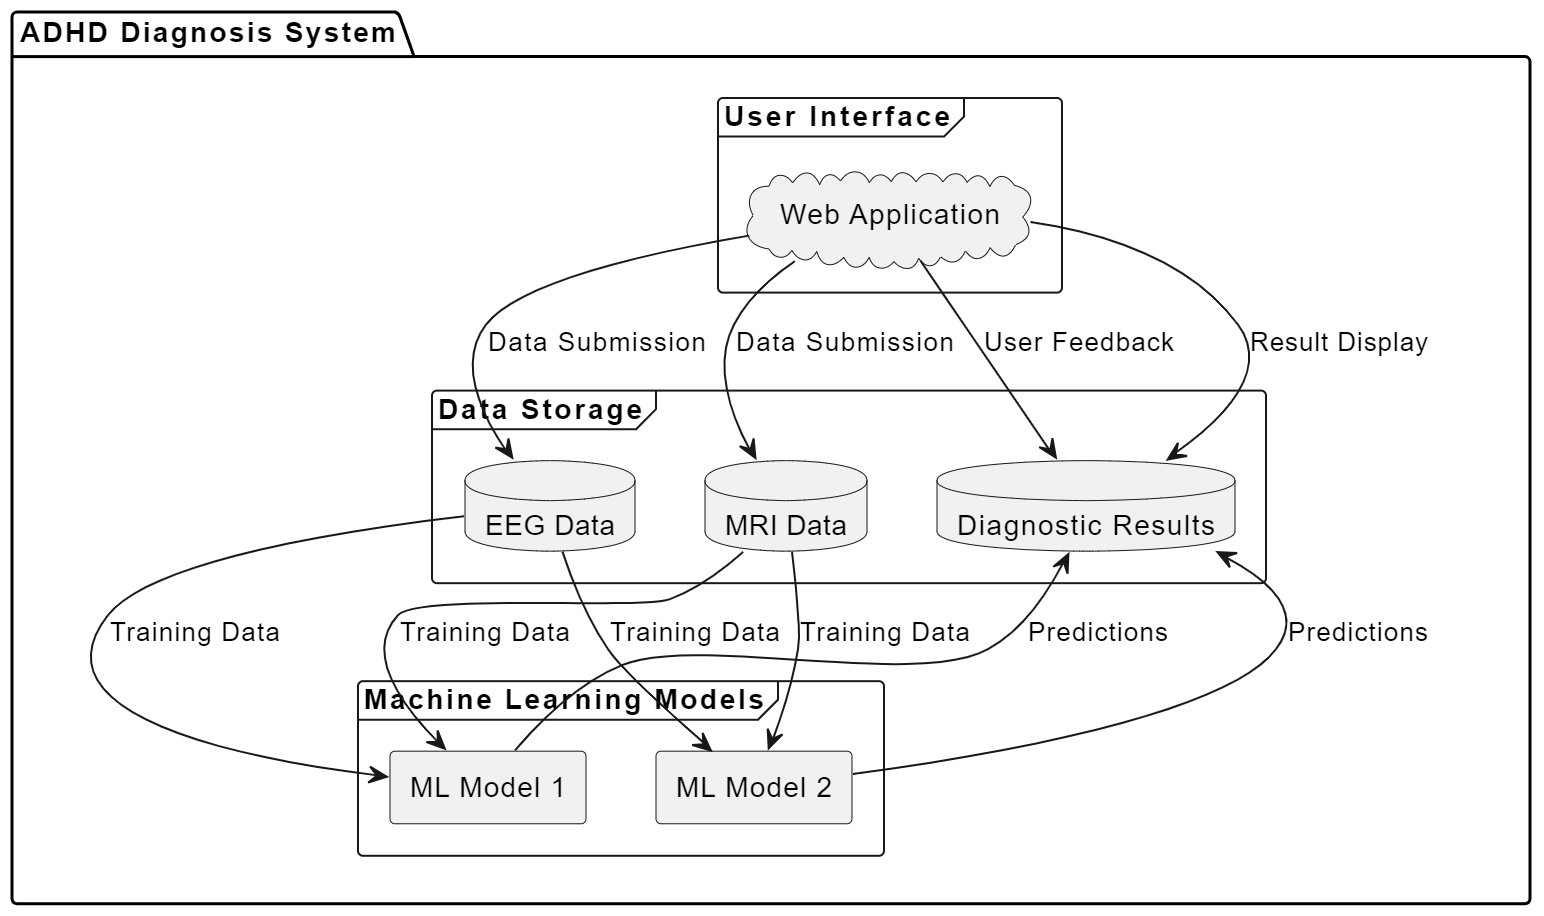 ADHD Diagnosis System
User Interface
Web Application
Data Submission
Data Submission
User Feedback
Result Display
Data Storage
EEG Data
MRI Data
Diagnostic Results
Training Data
Training Data
Training Data
Training Data
Predictions
Predictions
Machine Learning Models
ML Model 1
ML Model 2